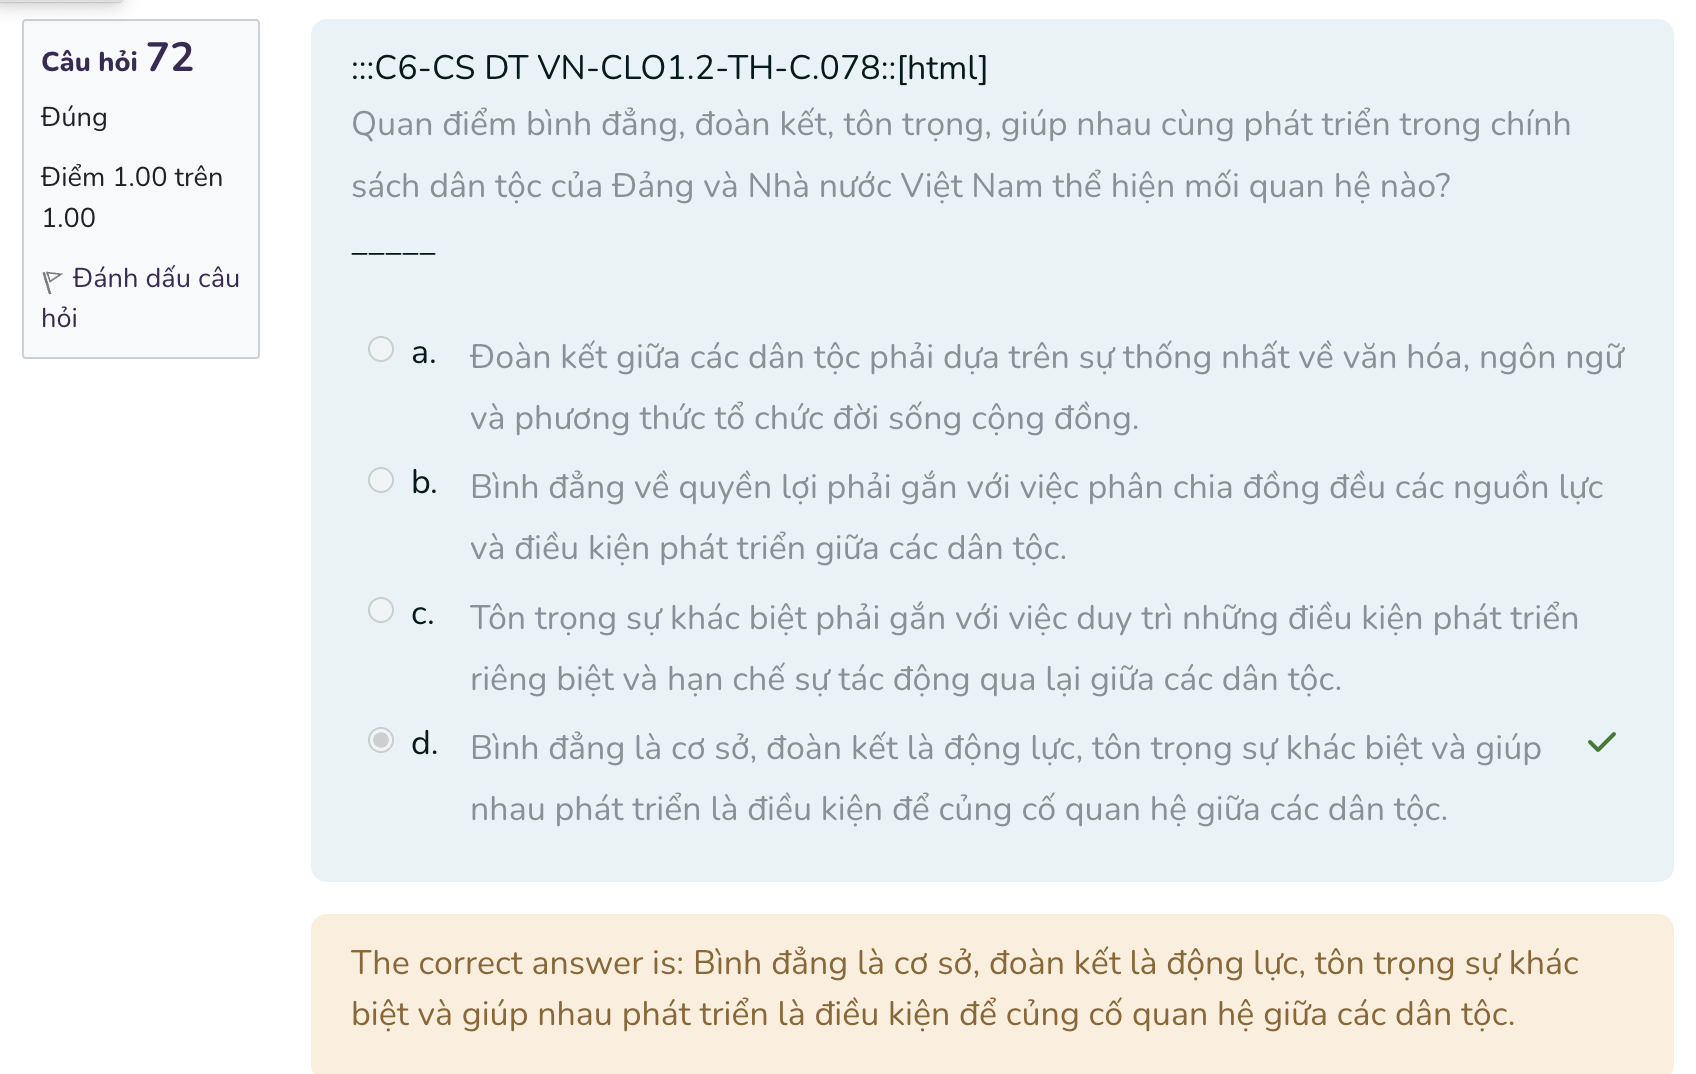 Câu hỏi 72
Đúng
Điểm 1.00 trên
1.00
Đánh dấu câu
hỏi
:::C6-CS DT VN-CLO1.2-TH-C.078::[html]
Quan điểm bình đẳng, đoàn kết, tôn trọng, giúp nhau cùng phát triển trong chính
sách dân tộc của Đảng và Nhà nước Việt Nam thể hiện mối quan hệ nào?
_____
a. Đoàn kết giữa các dân tộc phải dựa trên sự thống nhất về văn hóa, ngôn ngữ
và phương thức tổ chức đời sống cộng đồng.
b. Bình đẳng về quyền lợi phải gắn với việc phân chia đồng đều các nguồn lực
và điều kiện phát triển giữa các dân tộc.
c. Tôn trọng sự khác biệt phải gắn với việc duy trì những điều kiện phát triển
riêng biệt và hạn chế sự tác động qua lại giữa các dân tộc.
d. Bình đẳng là cơ sở, đoàn kết là động lực, tôn trọng sự khác biệt và giúp
nhau phát triển là điều kiện để củng cố quan hệ giữa các dân tộc.
The correct answer is: Bình đẳng là cơ sở, đoàn kết là động lực, tôn trọng sự khác
biệt và giúp nhau phát triển là điều kiện để củng cố quan hệ giữa các dân tộc.